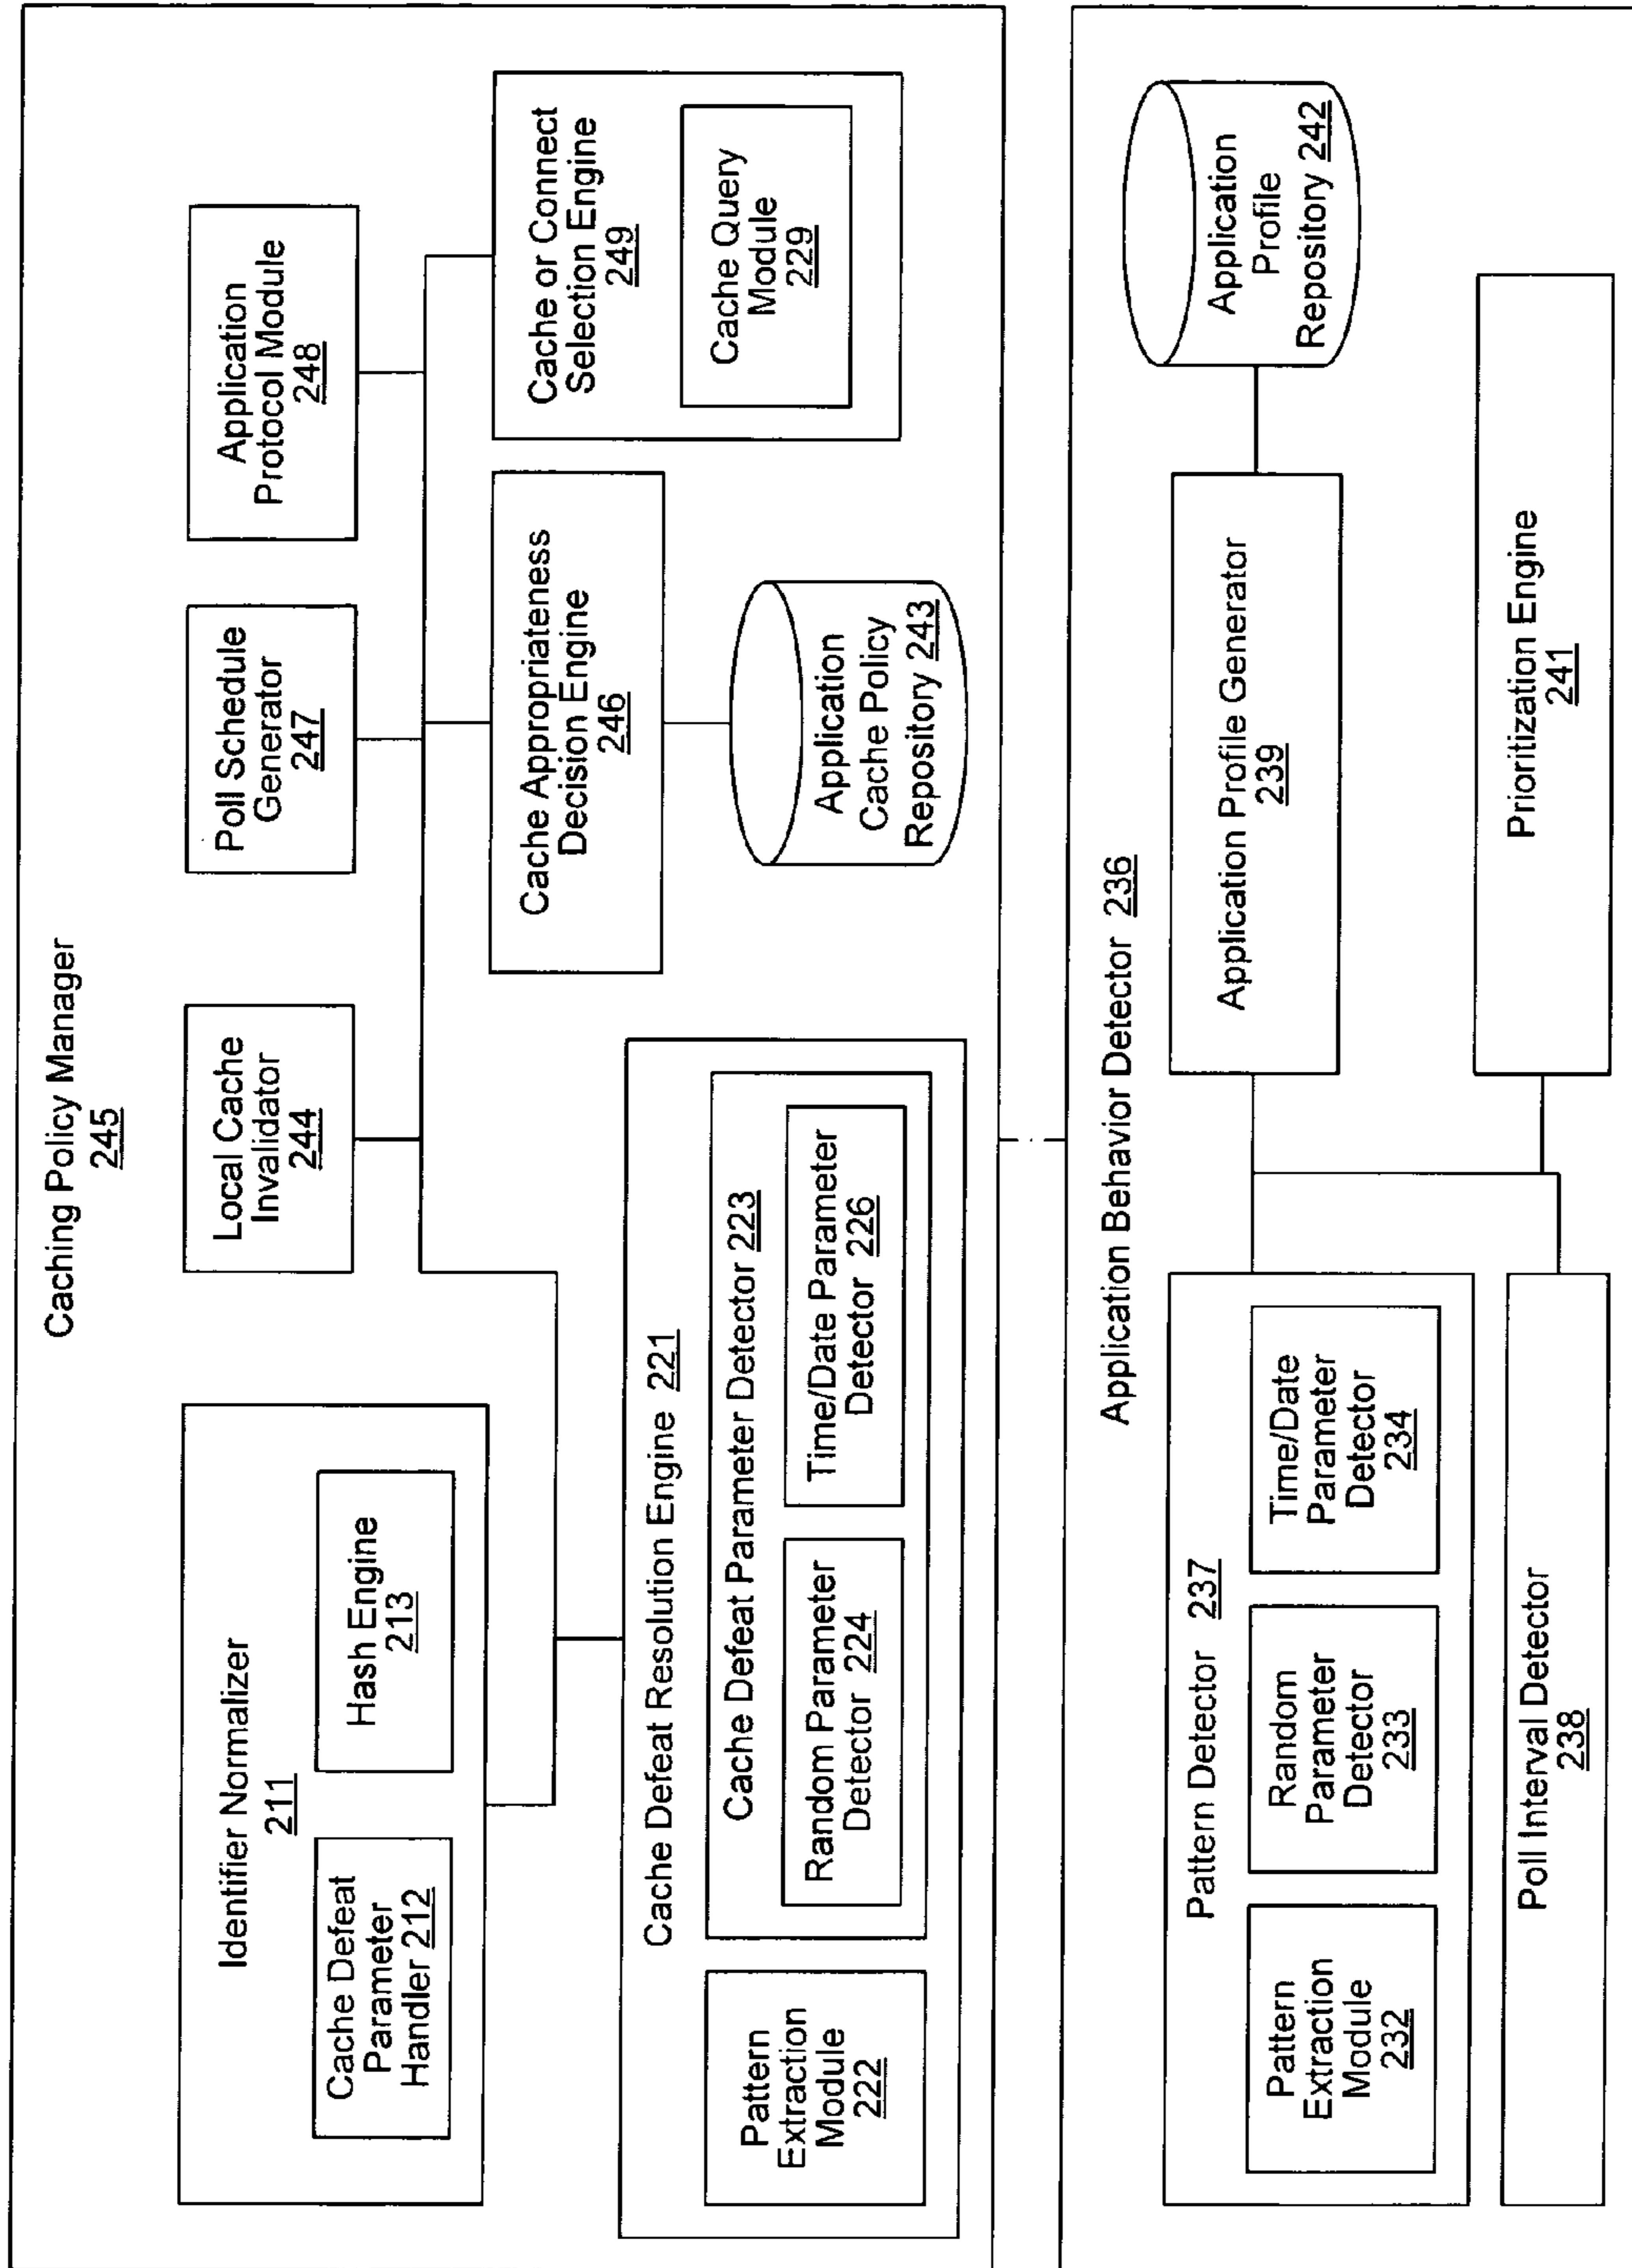 Caching Policy Manager
245
Identifier Normalizer
211
Cache Defeat
Parameter
Handler 212
Hash Engine
213
Local Cache
Invalidator
244
Poll Schedule
Generator
247
Application
Protocol Module
248
Cache Defeat Resolution Engine 221
Pattern
Extraction
Module
222
Cache Defeat Parameter Detector 223
Random Parameter
Detector 224
Time/Date Parameter
Detector 226
Cache Appropriateness
Decision Engine
246
Application
Cache Policy
Repository 243
Cache or Connect
Selection Engine
249
Cache Query
Module
229
Application Behavior Detector 236
Pattern Detector 237
Pattern
Extraction
Module
232
Random
Parameter
Detector
233
Time/Date
Parameter
Detector
234
Poll Interval Detector
238
Application Profile Generator
239
Application
Profile
Repository 242
Prioritization Engine
241